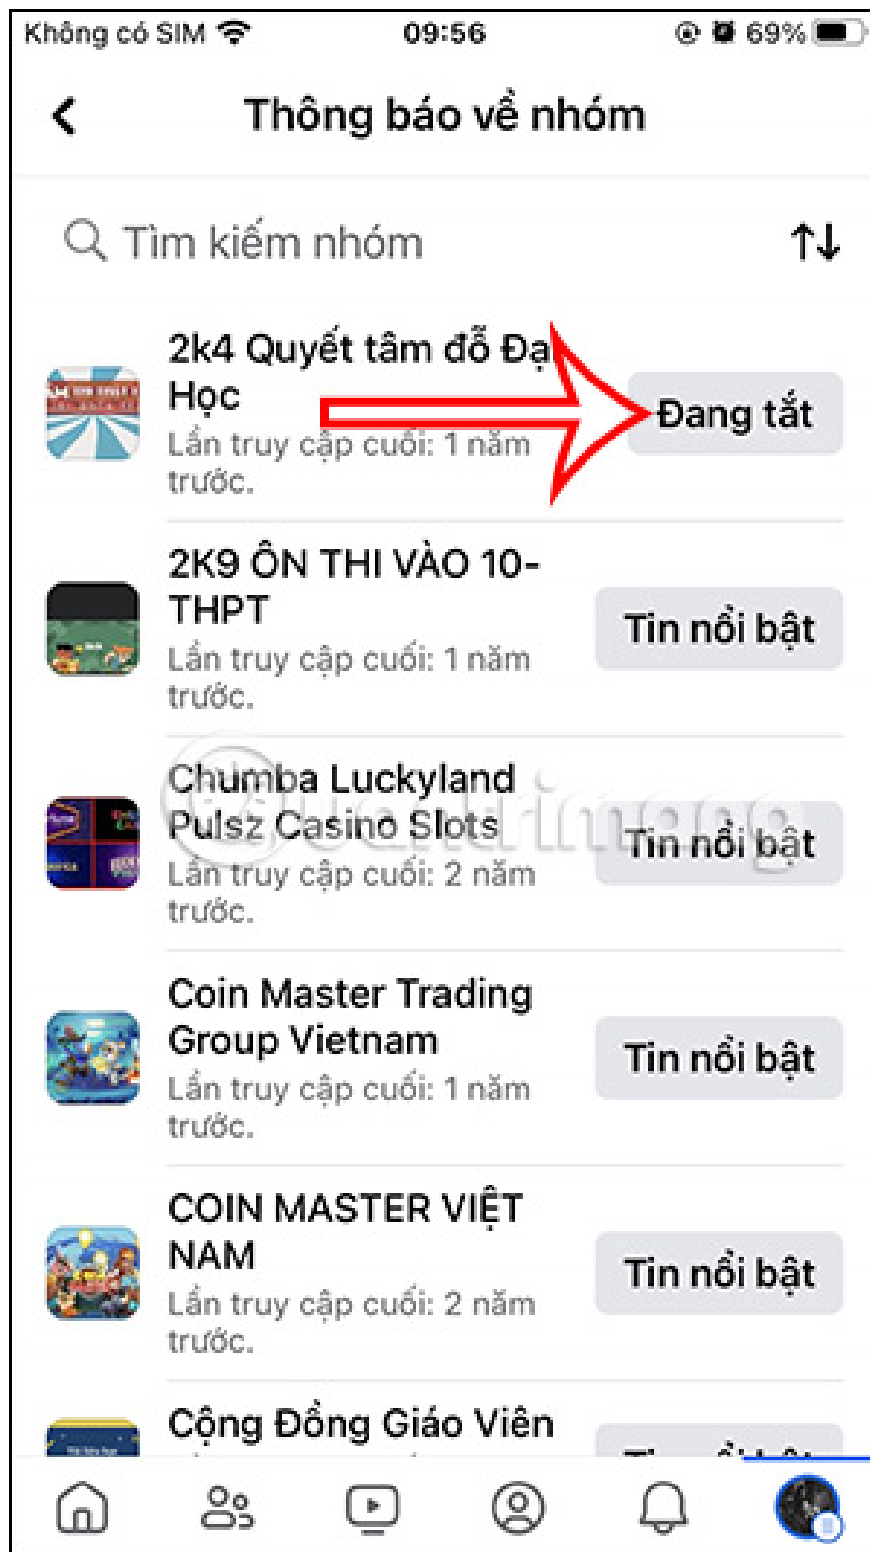 Không có SIM 09:56 69%
Thông báo về nhóm
Tìm kiếm nhóm
2k4 Quyết tâm đỗ Đại
Học
Đang tắt
Lần truy cập cuối: 1 năm
trước.
2K9 ÔN THI VÀO 10-
THPT
Tin nổi bật
Lần truy cập cuối: 1 năm
trước.
Chumba Luckyland
Pulsz Casino Slots
Tin nổi bật
Lần truy cập cuối: 2 năm
trước.
Quantrimang
Coin Master Trading
Group Vietnam
Tin nổi bật
Lần truy cập cuối: 1 năm
trước.
COIN MASTER VIỆT
NAM
Tin nổi bật
Lần truy cập cuối: 2 năm
trước.
Cộng Đồng Giáo Viên